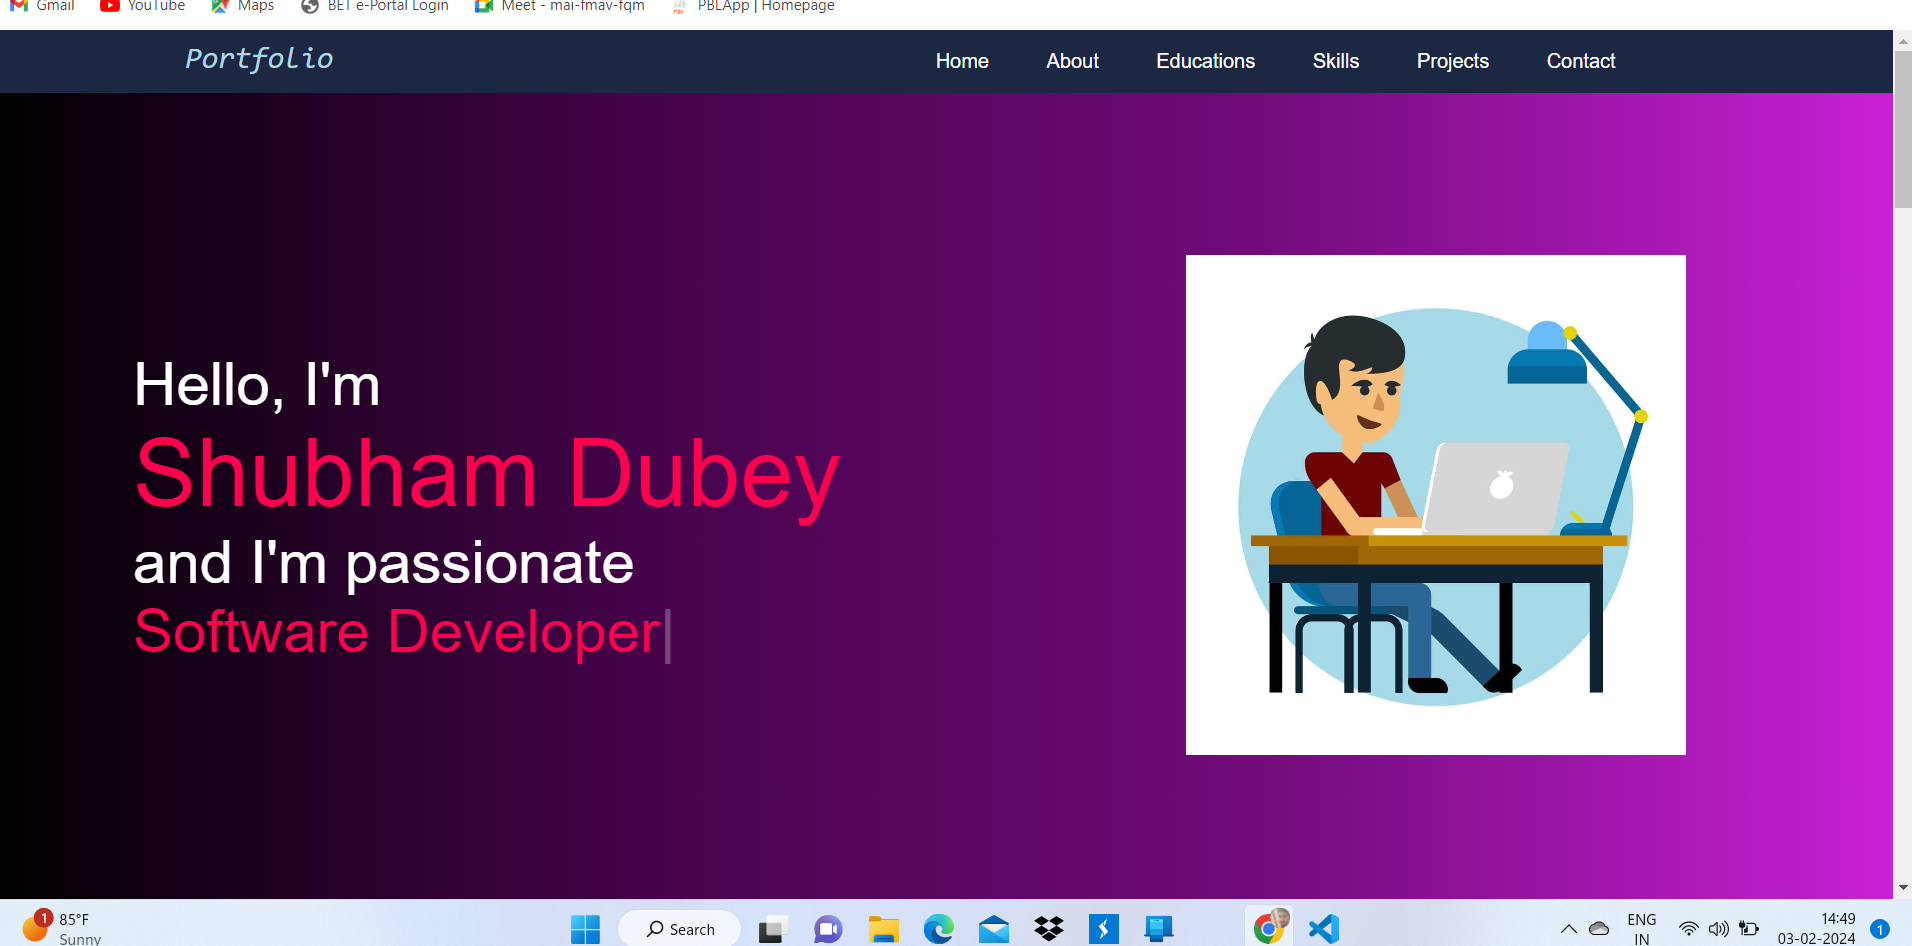 Gmail YouTube Maps BET e-Portal Login Meet - mai-fmav-fqm PBLApp | Homepage
Portfolio Home About Educations Skills Projects Contact
Hello, I'm
Shubham Dubey
and I'm passionate
Software Developer
1 85°F
Sunny
Search
ENG
IN
14:49
03-02-2024
1